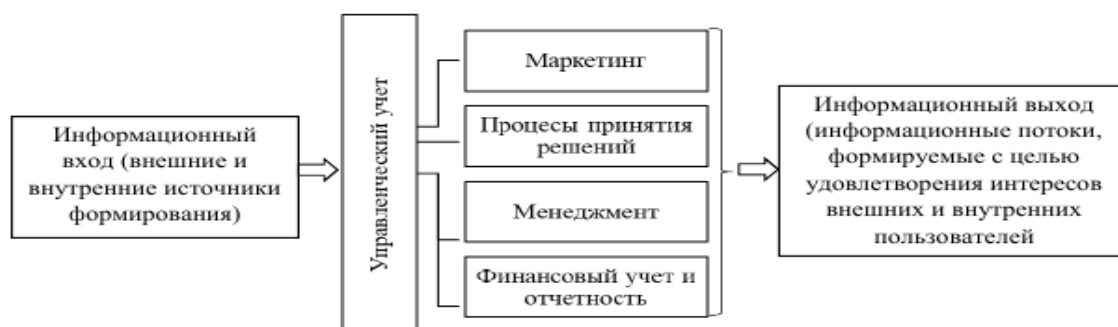 Информационный
вход (внешние и
внутренние источники
формирования)
Управленческий учет
Маркетинг
Процесы принятия
решений
Менеджмент
Финансовый учет и
отчетность
Информационный выход
(информационные потоки,
формируемые с целью
удовлетворения интересов
внешних и внутренних
пользователей